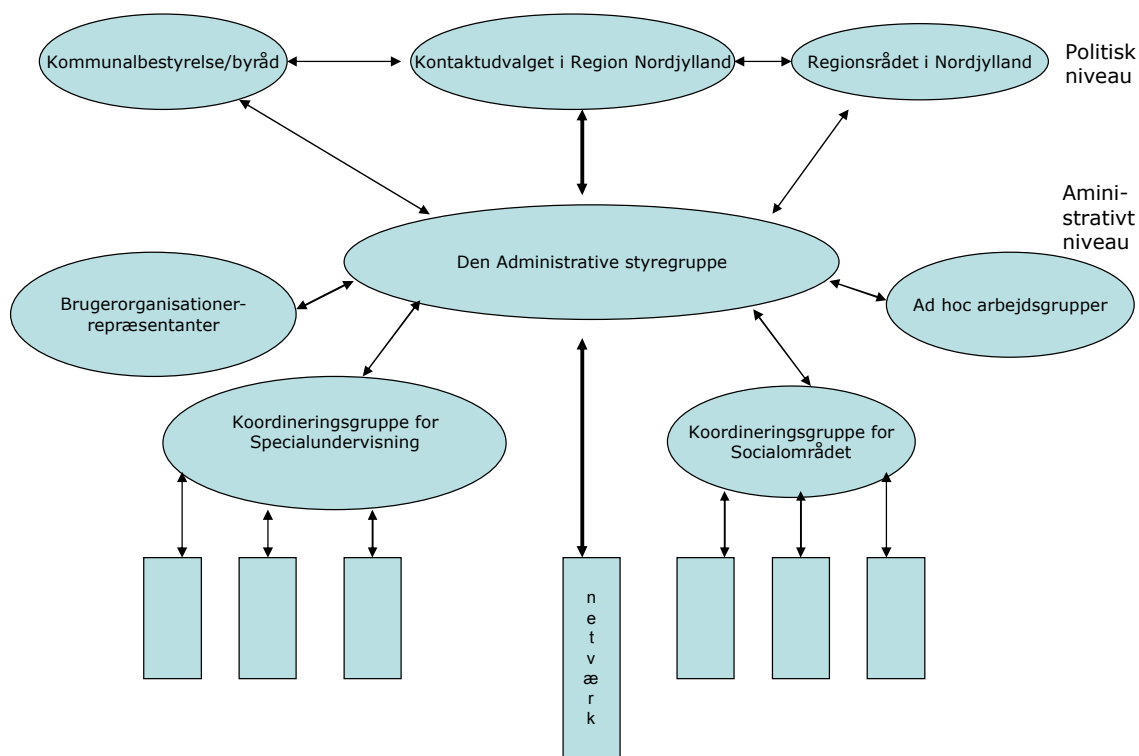 Kommunalbestyrelse/byråd
Kontaktudvalget i Region Nordjylland
Regionsrådet i Nordjylland
Politisk
niveau
Amini-
strativt
niveau
Den Administrative styregruppe
Brugerorganisationer-
repræsentanter
Ad hoc arbejdsgrupper
Koordineringsgruppe for
Specialundervisning
Koordineringsgruppe for
Socialområdet
netværk